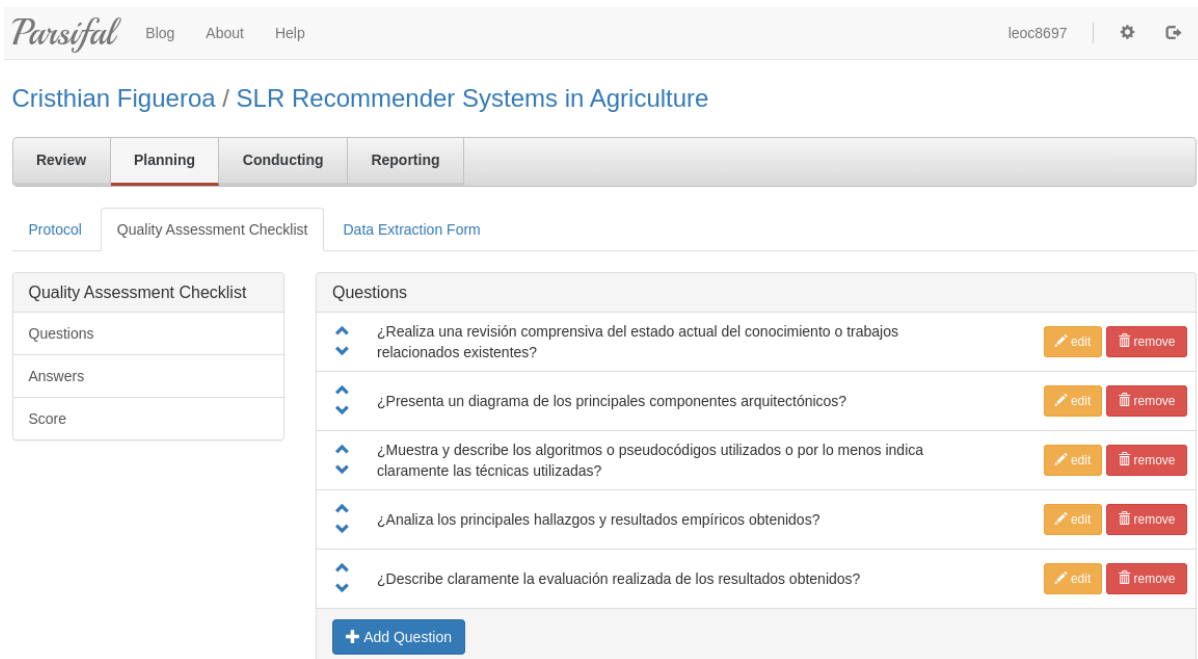 Parsifal Blog About Help leoc8697
Cristhian Figueroa / SLR Recommender Systems in Agriculture
Review Planning Conducting Reporting
Protocol Quality Assessment Checklist Data Extraction Form
Quality Assessment Checklist
Questions
Answers
Score
Questions
¿Realiza una revisión comprensiva del estado actual del conocimiento o trabajos
relacionados existentes?
edit remove
¿Presenta un diagrama de los principales componentes arquitectónicos?
edit remove
¿Muestra y describe los algoritmos o pseudocódigos utilizados o por lo menos indica
claramente las técnicas utilizadas?
edit remove
¿Analiza los principales hallazgos y resultados empíricos obtenidos?
edit remove
¿Describe claramente la evaluación realizada de los resultados obtenidos?
edit remove
Add Question